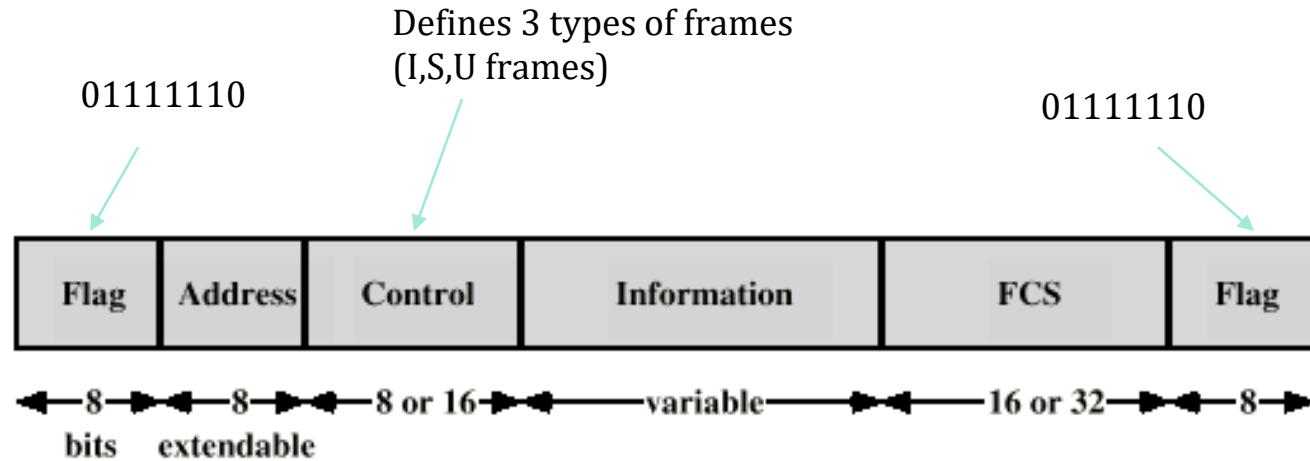 Defines 3 types of frames
(I,S,U frames)
01111110
01111110
Flag Address Control Information FCS Flag
8 8 8 or 16 variable 16 or 32 8
bits extendable